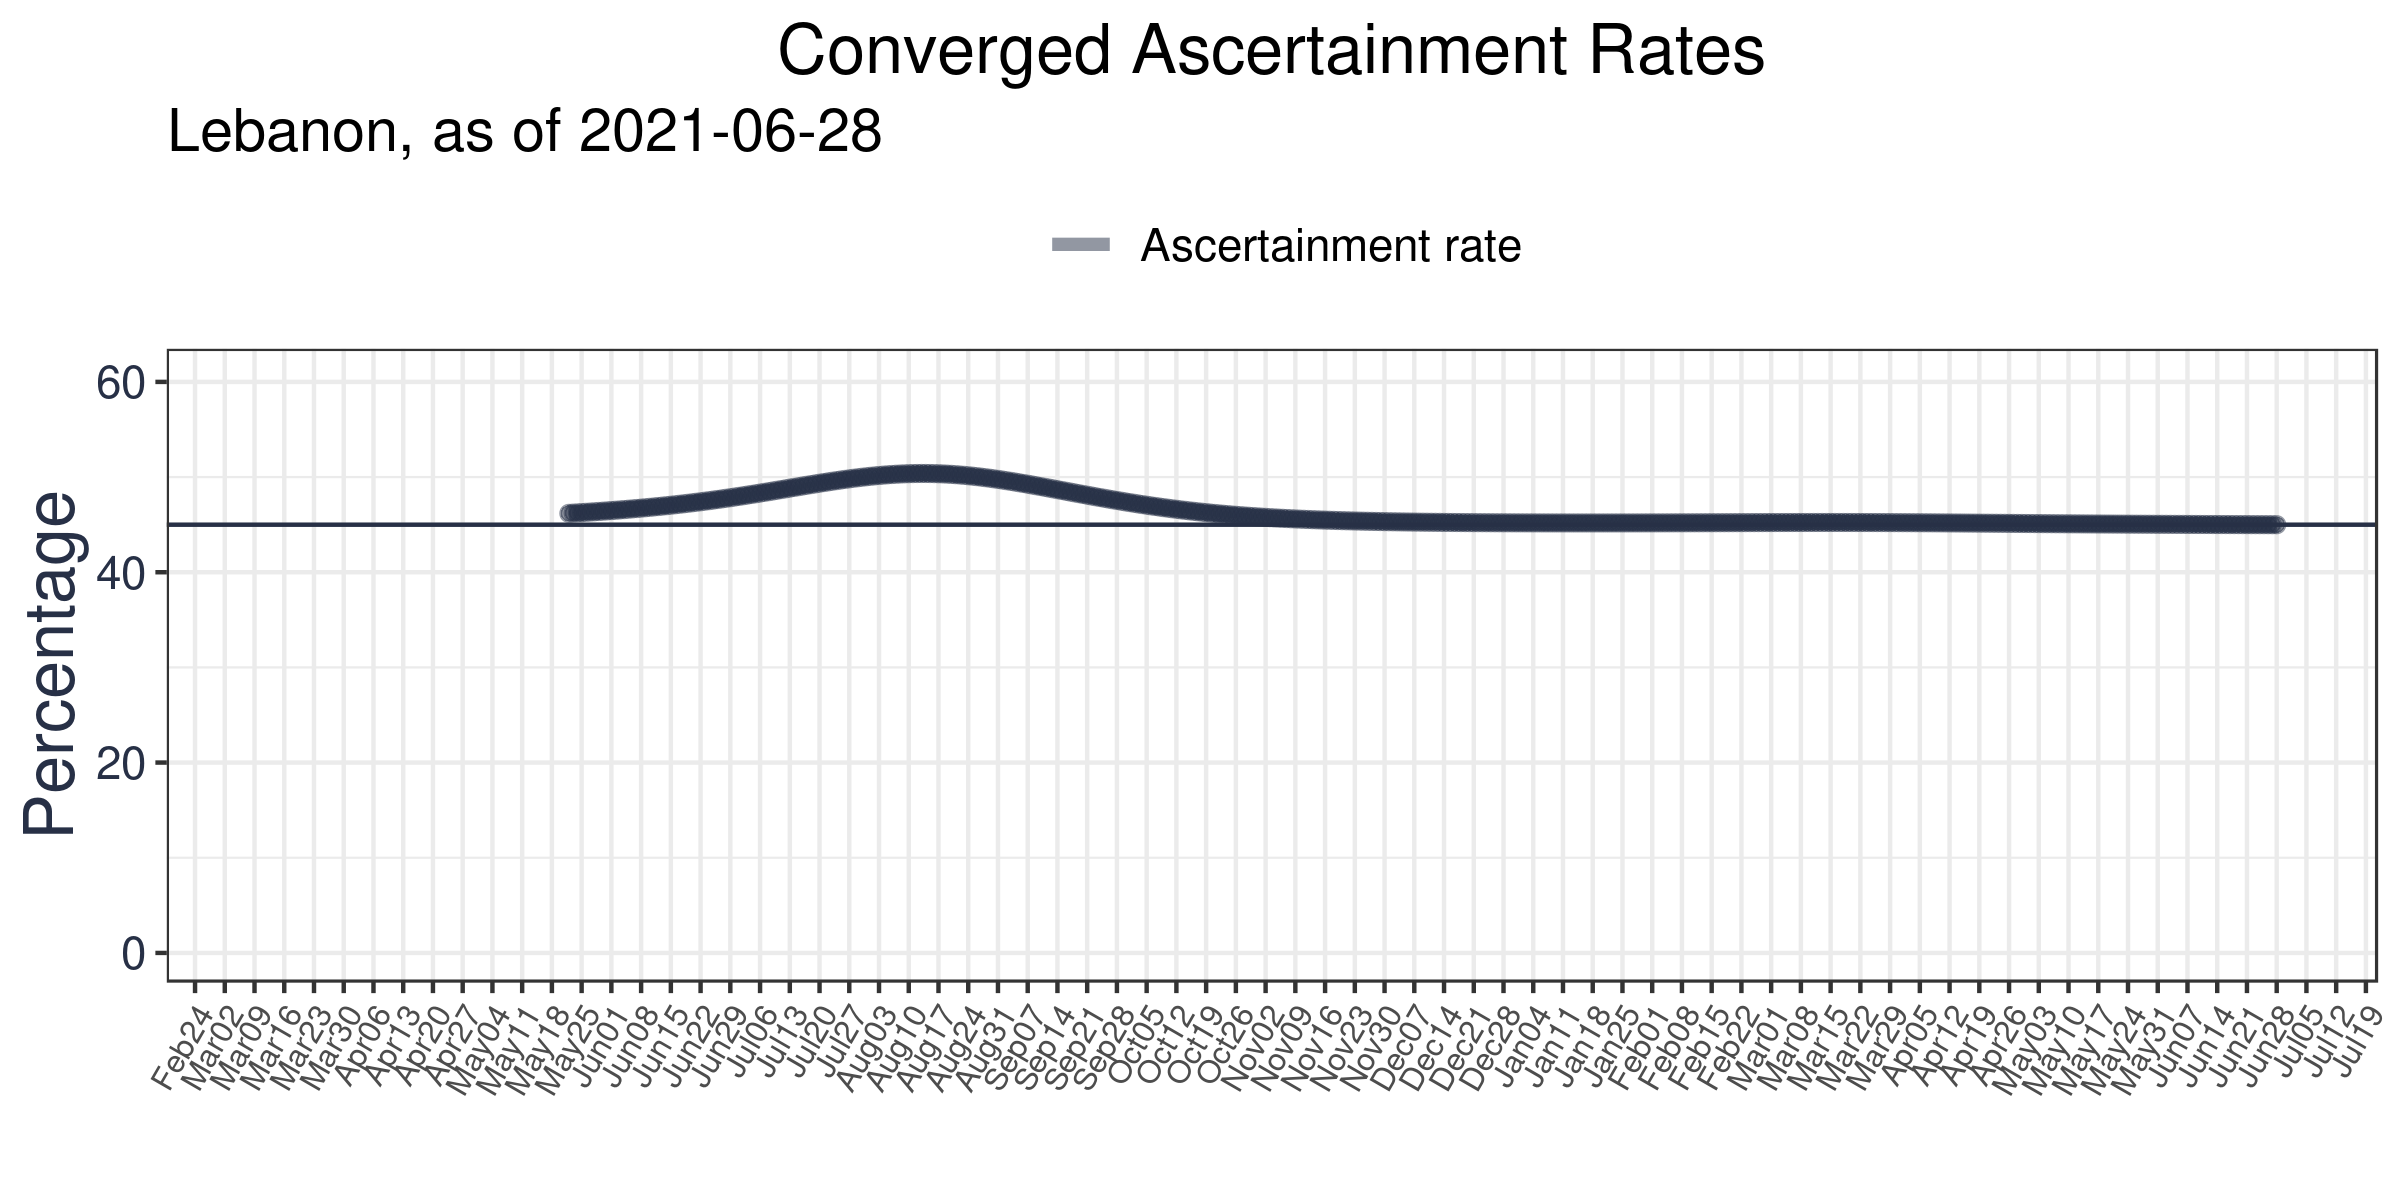 Converged Ascertainment Rates
Lebanon, as of 2021-06-28
Ascertainment rate
Percentage
60
40
20
0
Feb24 Mar02 Mar09 Mar16 Mar23 Mar30 Apr06 Apr13 Apr20 Apr27 May04 May11 May18 May25 Jun01 Jun08 Jun15 Jun22 Jun29 Jul06 Jul13 Jul20 Jul27 Aug03 Aug10 Aug17 Aug24 Aug31 Sep07 Sep14 Sep21 Sep28 Oct05 Oct12 Oct19 Oct26 Nov02 Nov09 Nov16 Nov23 Nov30 Dec07 Dec14 Dec21 Dec28 Jan04 Jan11 Jan18 Jan25 Feb01 Feb08 Feb15 Feb22 Mar01 Mar08 Mar15 Mar22 Mar29 Apr05 Apr12 Apr19 Apr26 May03 May10 May17 May24 May31 Jun07 Jun14 Jun21 Jun28 Jul05 Jul12 Jul19